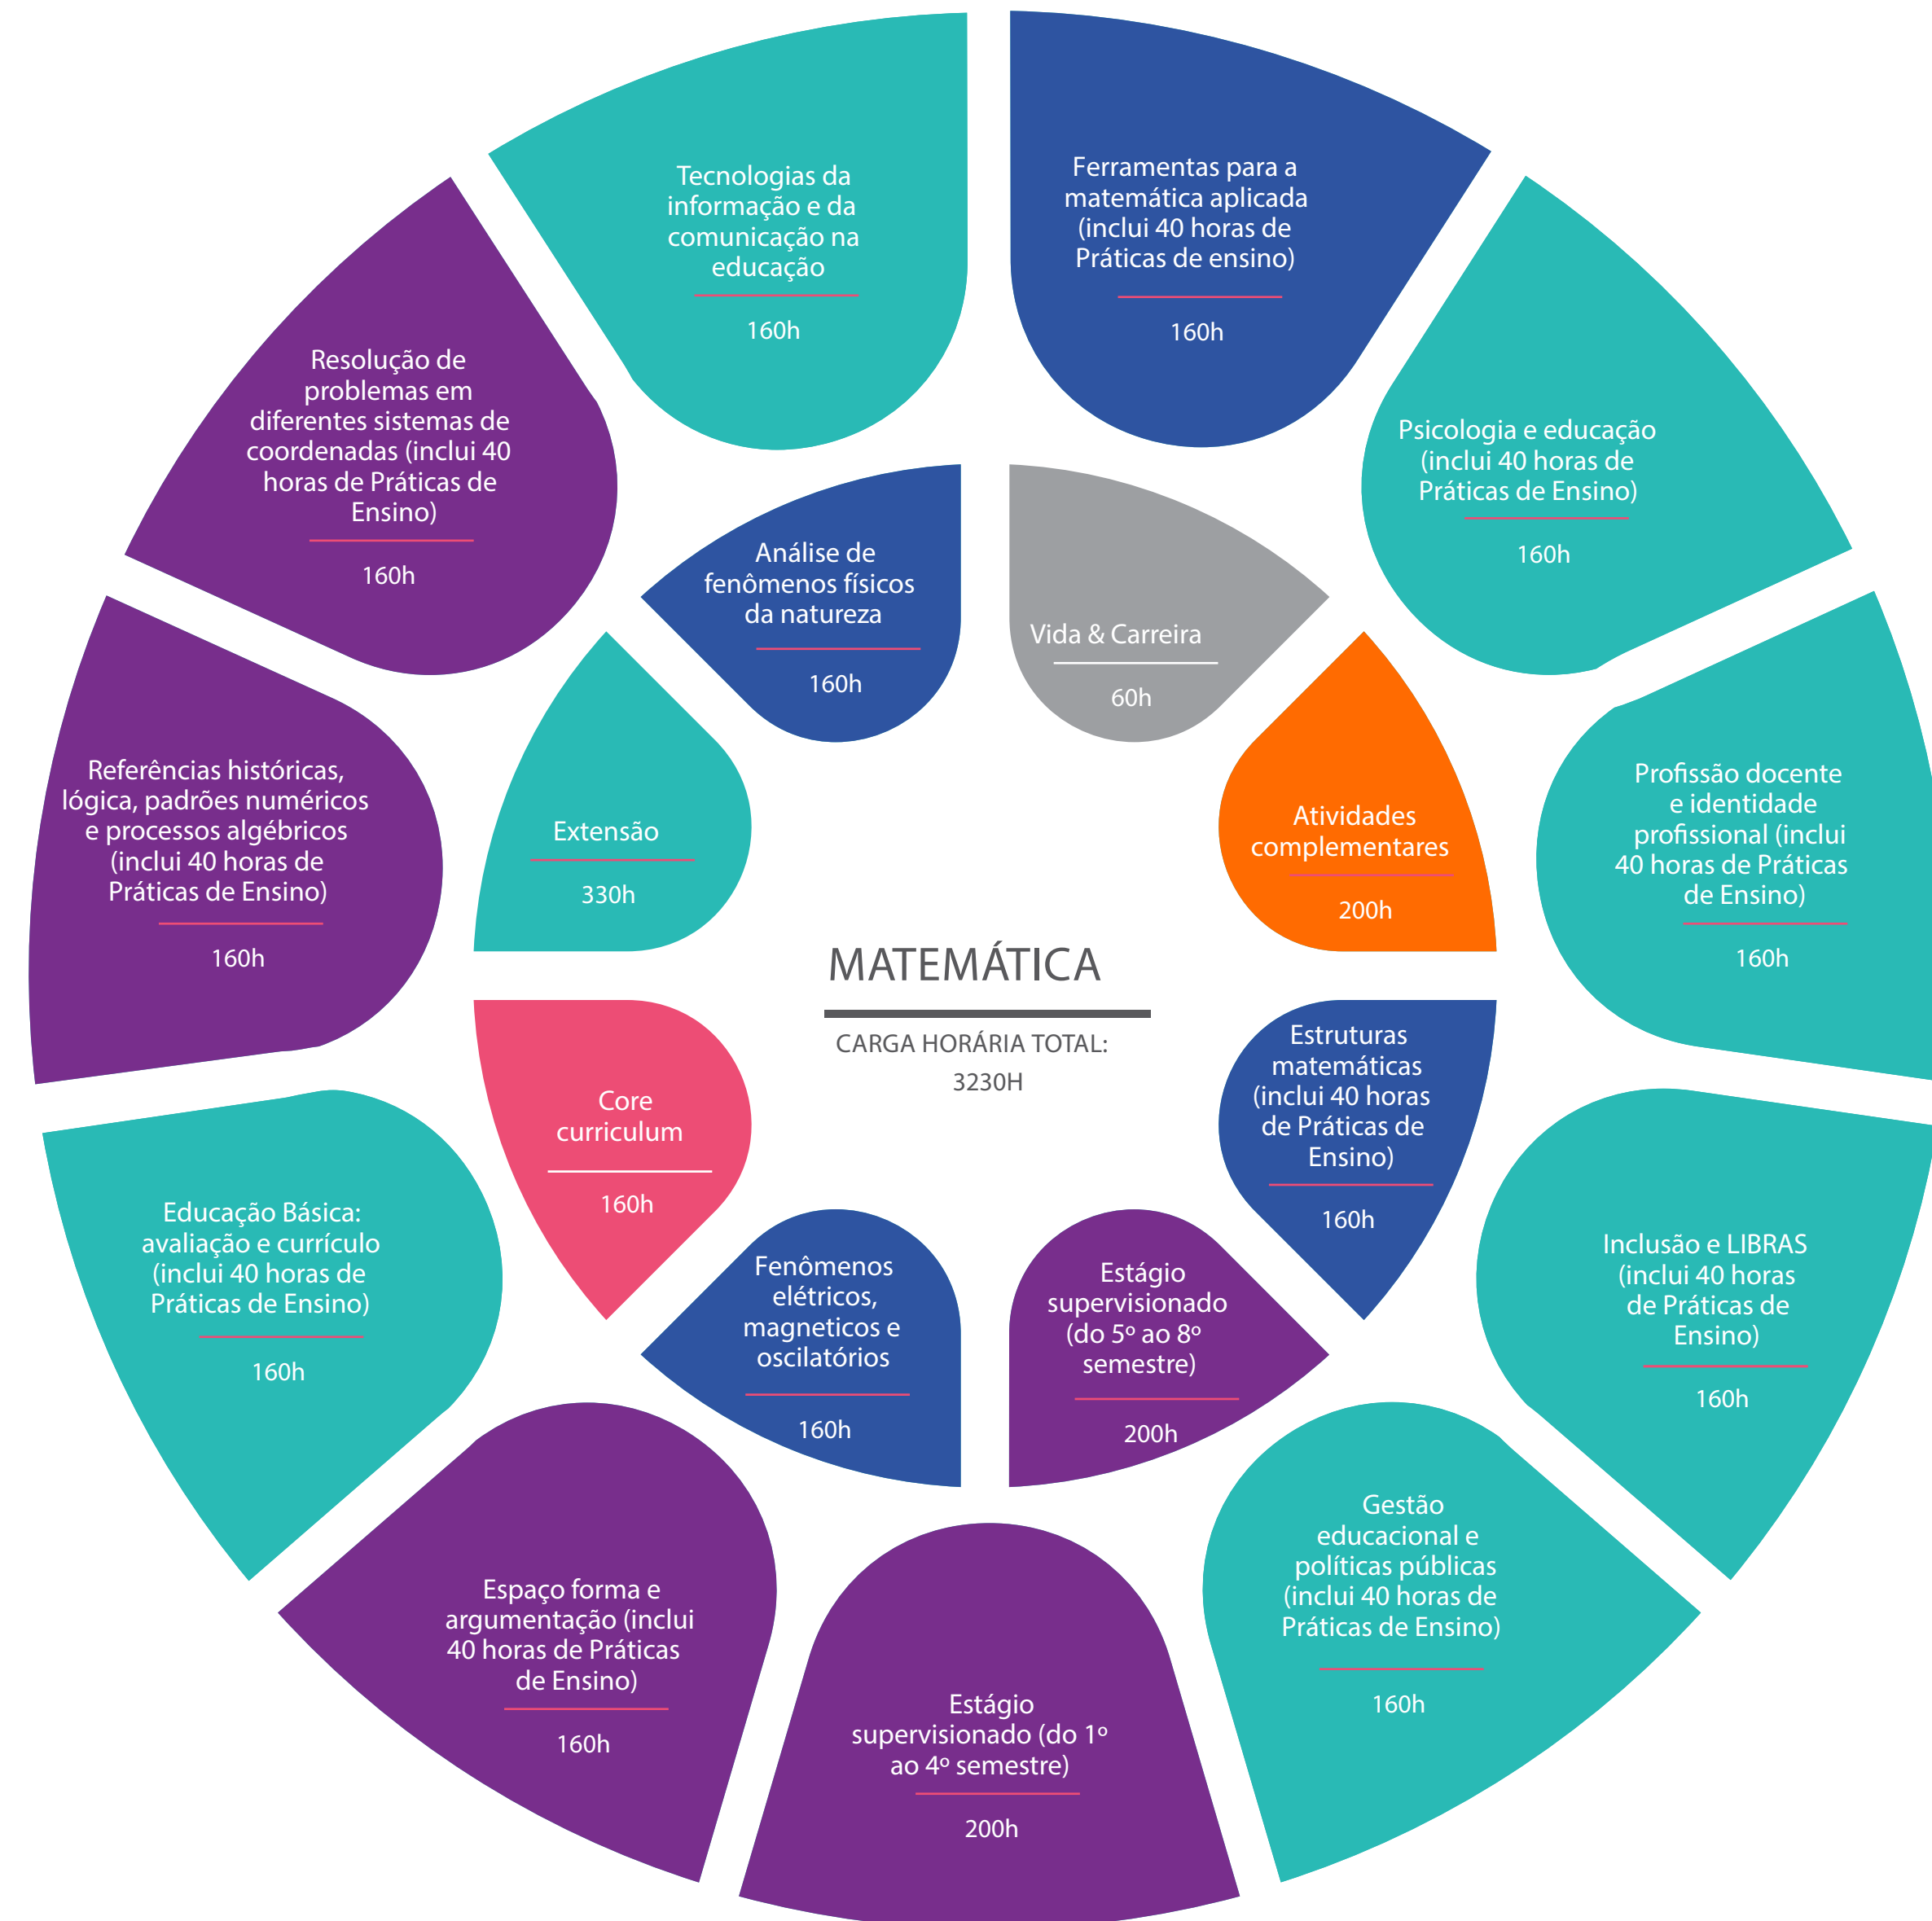 Tecnologias da
informação e da
comunicação na
educação
160h
Ferramentas para a
matemática aplicada
(inclui 40 horas de
Práticas de ensino)
160h
Psicologia e educação
(inclui 40 horas de
Práticas de Ensino)
160h
Profissão docente
e identidade
profissional (inclui
40 horas de Práticas
de Ensino)
160h
Inclusão e LIBRAS
(inclui 40 horas
de Práticas de
Ensino)
160h
Gestão
educacional e
políticas públicas
(inclui 40 horas de
Práticas de Ensino)
160h
Estágio
supervisionado (do 1º
ao 4º semestre)
200h
Espaço forma e
argumentação (inclui
40 horas de Práticas
de Ensino)
160h
Educação Básica:
avaliação e currículo
(inclui 40 horas de
Práticas de Ensino)
160h
Referências históricas,
lógica, padrões numéricos
e processos algébricos
(inclui 40 horas de
Práticas de Ensino)
160h
Resolução de
problemas em
diferentes sistemas de
coordenadas (inclui 40
horas de Práticas de
Ensino)
160h
Análise de
fenômenos físicos
da natureza
160h
Vida & Carreira
60h
Atividades
complementares
200h
Estruturas
matemáticas
(inclui 40 horas
de Práticas de
Ensino)
160h
Estágio
supervisionado
(do 5º ao 8º
semestre)
200h
Fenômenos
elétricos,
magneticos e
oscilatórios
160h
Core
curriculum
160h
Extensão
330h
MATEMÁTICA
CARGA HORÁRIA TOTAL:
3230H